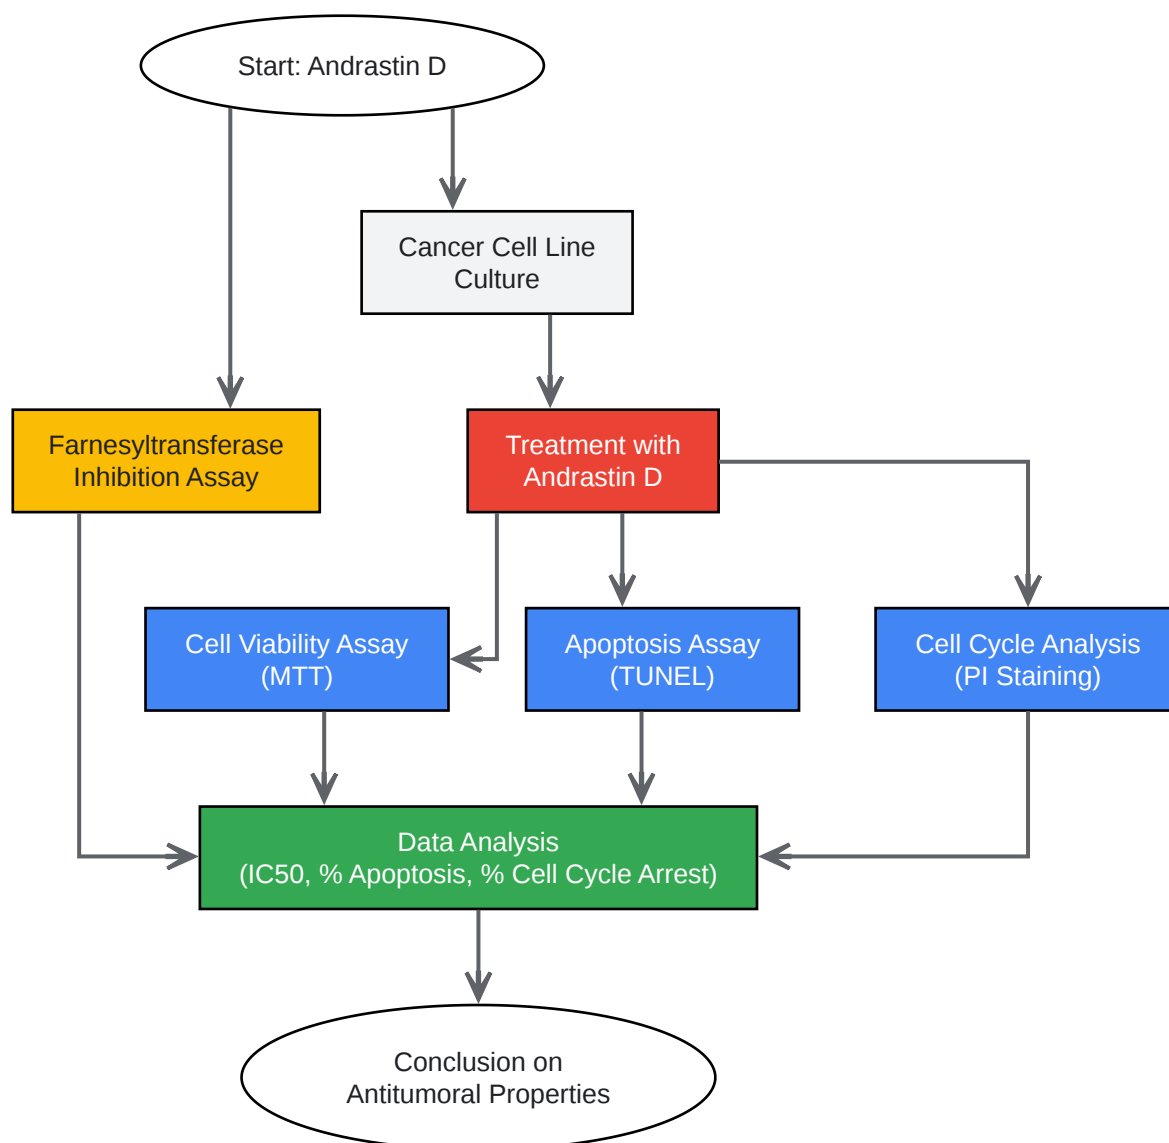 Start: Andrastin D
Cancer Cell Line
Culture
Farnesyltransferase
Inhibition Assay
Treatment with
Andrastin D
Cell Viability Assay
(MTT)
Apoptosis Assay
(TUNEL)
Cell Cycle Analysis
(PI Staining)
Data Analysis
(IC50, % Apoptosis, % Cell Cycle Arrest)
Conclusion on
Antitumoral Properties